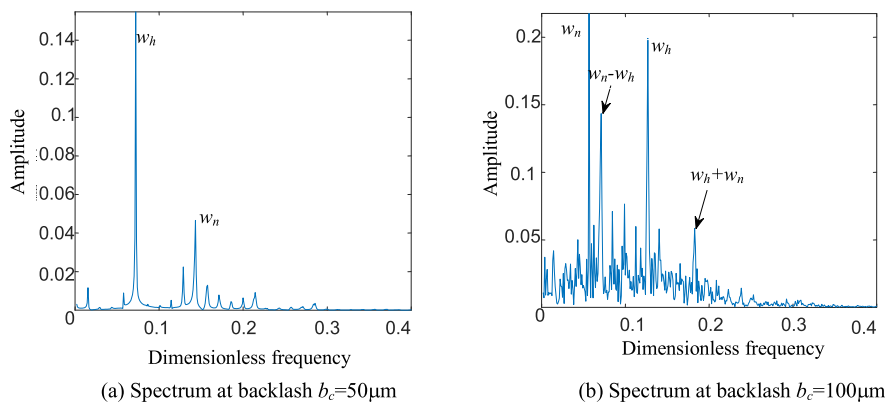 0.14
0.12
0.1
0.08
0.06
0.04
0.02
0
0.1
0.2
0.3
0.4
Amplitude
Dimensionless frequency
wₕ
wₙ
(a) Spectrum at backlash b꜀=50μm
0.2
0.15
0.1
0.05
0
0.1
0.2
0.3
0.4
Amplitude
Dimensionless frequency
wₙ
wₙ-wₕ
wₕ
wₕ+wₙ
(b) Spectrum at backlash b꜀=100μm